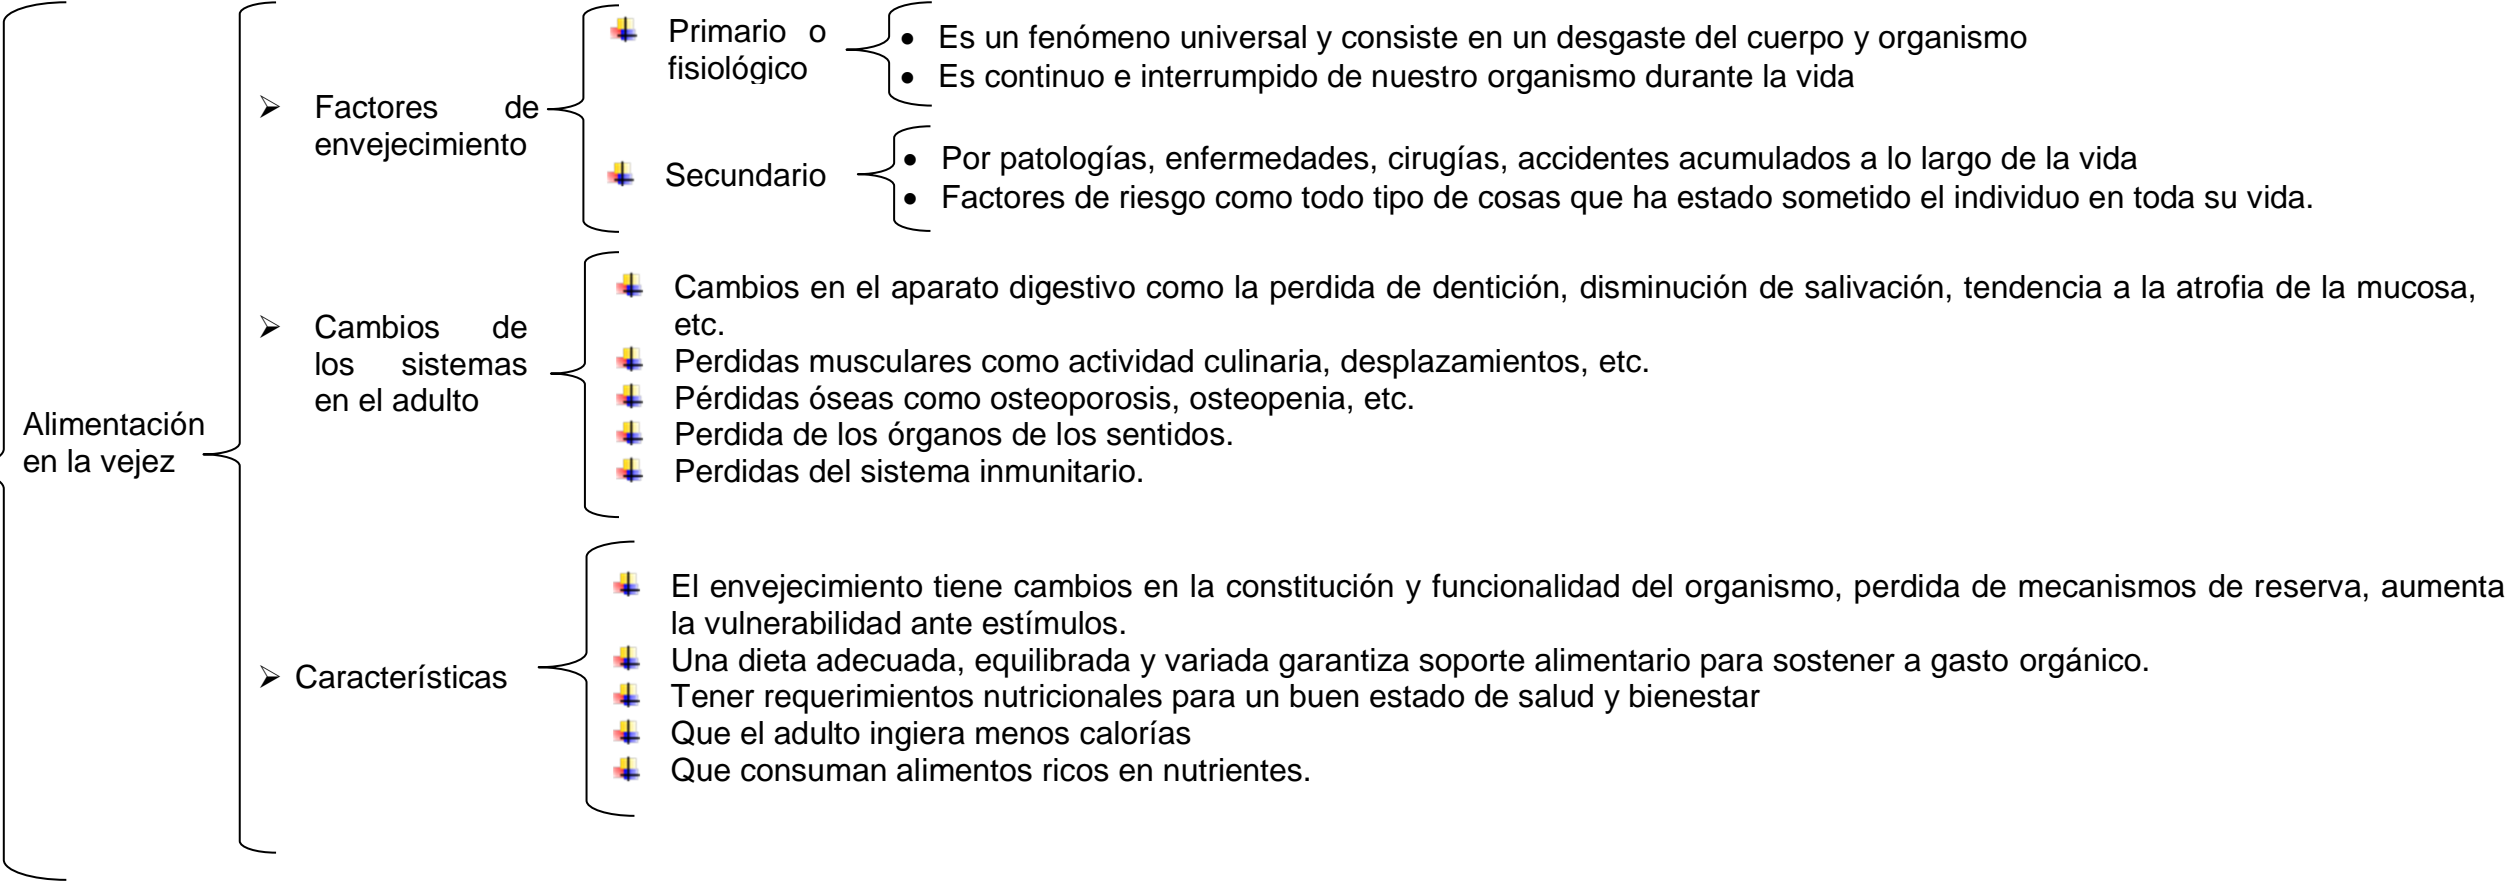 Alimentación
en la vejez
➢ Factores de
envejecimiento
Primario o
fisiológico
• Es un fenómeno universal y consiste en un desgaste del cuerpo y organismo
• Es continuo e interrumpido de nuestro organismo durante la vida
Secundario
• Por patologías, enfermedades, cirugías, accidentes acumulados a lo largo de la vida
• Factores de riesgo como todo tipo de cosas que ha estado sometido el individuo en toda su vida.
➢ Cambios de
los sistemas
en el adulto
Cambios en el aparato digestivo como la perdida de dentición, disminución de salivación, tendencia a la atrofia de la mucosa,
etc.
Perdidas musculares como actividad culinaria, desplazamientos, etc.
Pérdidas óseas como osteoporosis, osteopenia, etc.
Perdida de los órganos de los sentidos.
Perdidas del sistema inmunitario.
➢ Características
El envejecimiento tiene cambios en la constitución y funcionalidad del organismo, perdida de mecanismos de reserva, aumenta
la vulnerabilidad ante estímulos.
Una dieta adecuada, equilibrada y variada garantiza soporte alimentario para sostener a gasto orgánico.
Tener requerimientos nutricionales para un buen estado de salud y bienestar
Que el adulto ingiera menos calorías
Que consuman alimentos ricos en nutrientes.